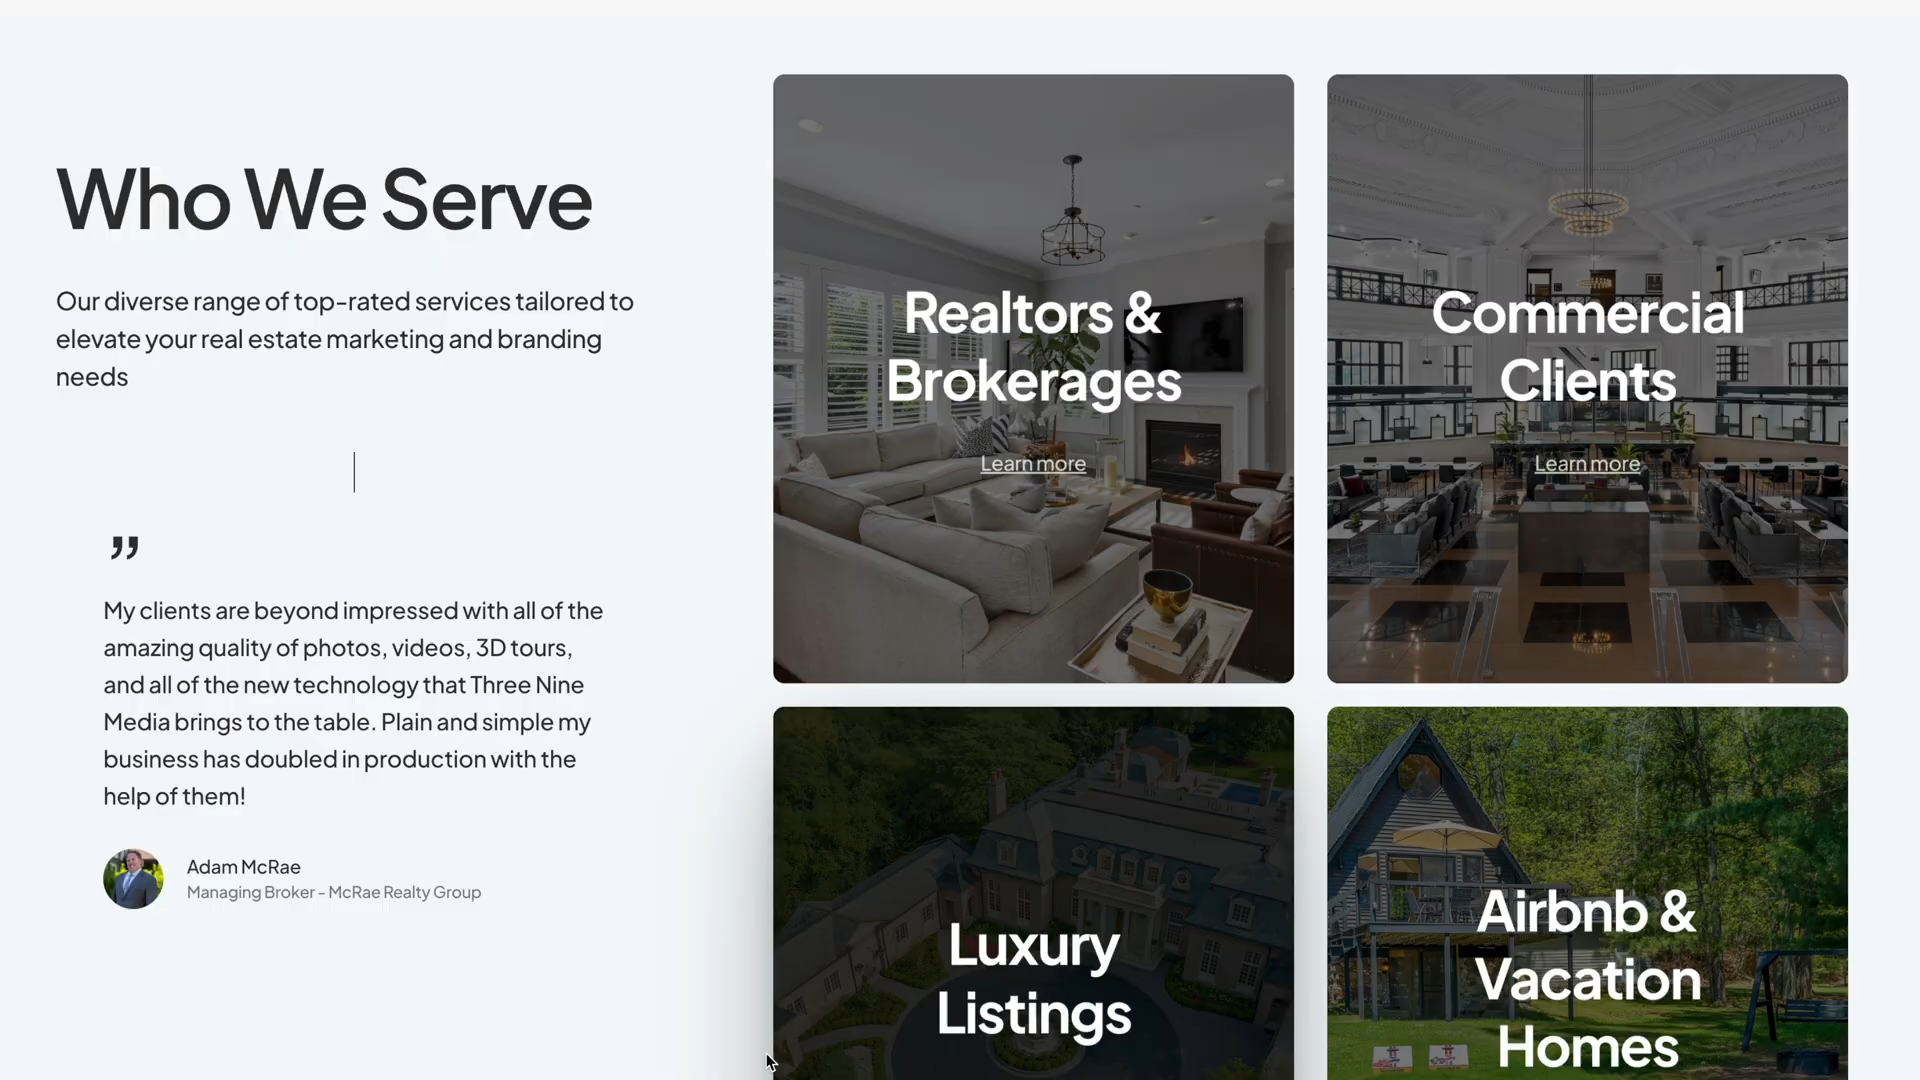 Who We Serve
Our diverse range of top-rated services tailored to
elevate your real estate marketing and branding
needs
”
My clients are beyond impressed with all of the
amazing quality of photos, videos, 3D tours,
and all of the new technology that Three Nine
Media brings to the table. Plain and simple my
business has doubled in production with the
help of them!
Adam McRae
Managing Broker - McRae Realty Group
Realtors &
Brokerages
Learn more
Commercial
Clients
Learn more
Luxury
Listings
Airbnb &
Vacation
Homes